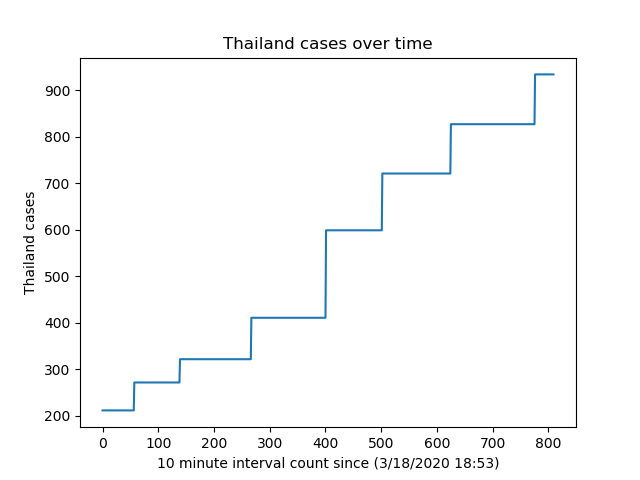 Thailand cases over time
900
800
700
600
500
400
300
200
Thailand cases
0 100 200 300 400 500 600 700 800
10 minute interval count since (3/18/2020 18:53)